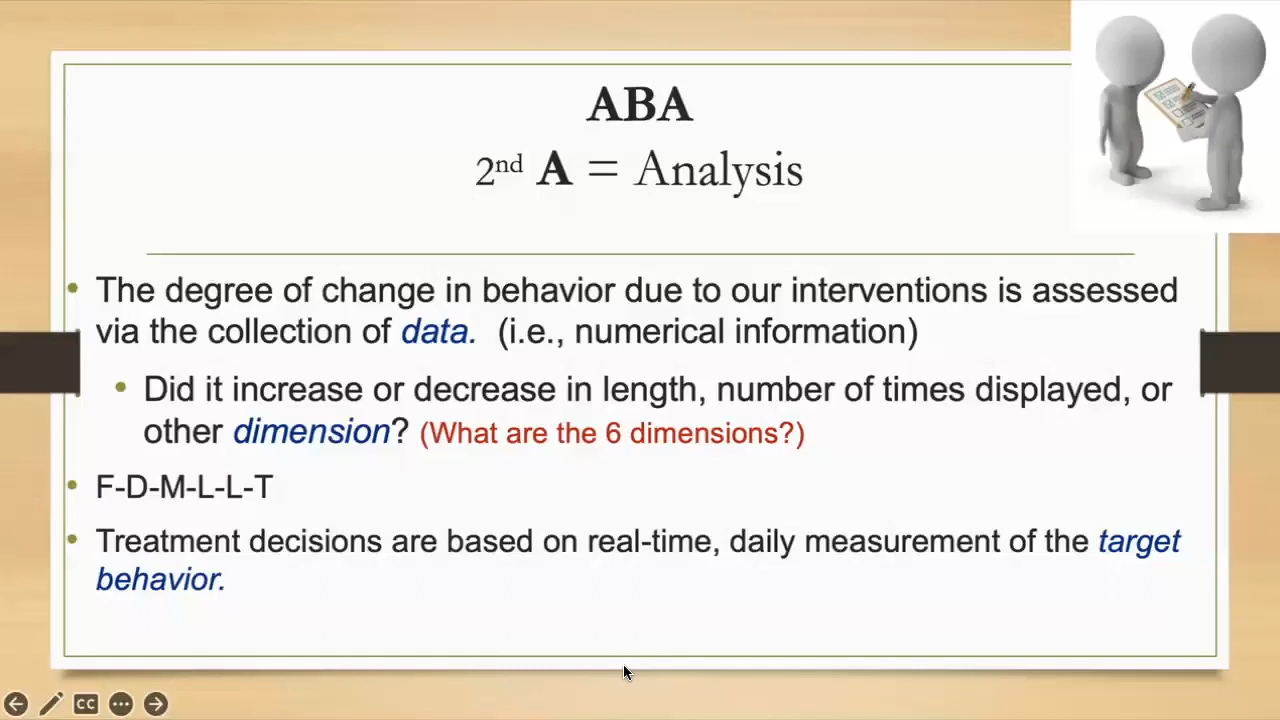 ABA
2nd A = Analysis
• The degree of change in behavior due to our interventions is assessed
via the collection of data. (i.e., numerical information)
• Did it increase or decrease in length, number of times displayed, or
other dimension? (What are the 6 dimensions?)
• F-D-M-L-L-T
• Treatment decisions are based on real-time, daily measurement of the target
behavior.
CC